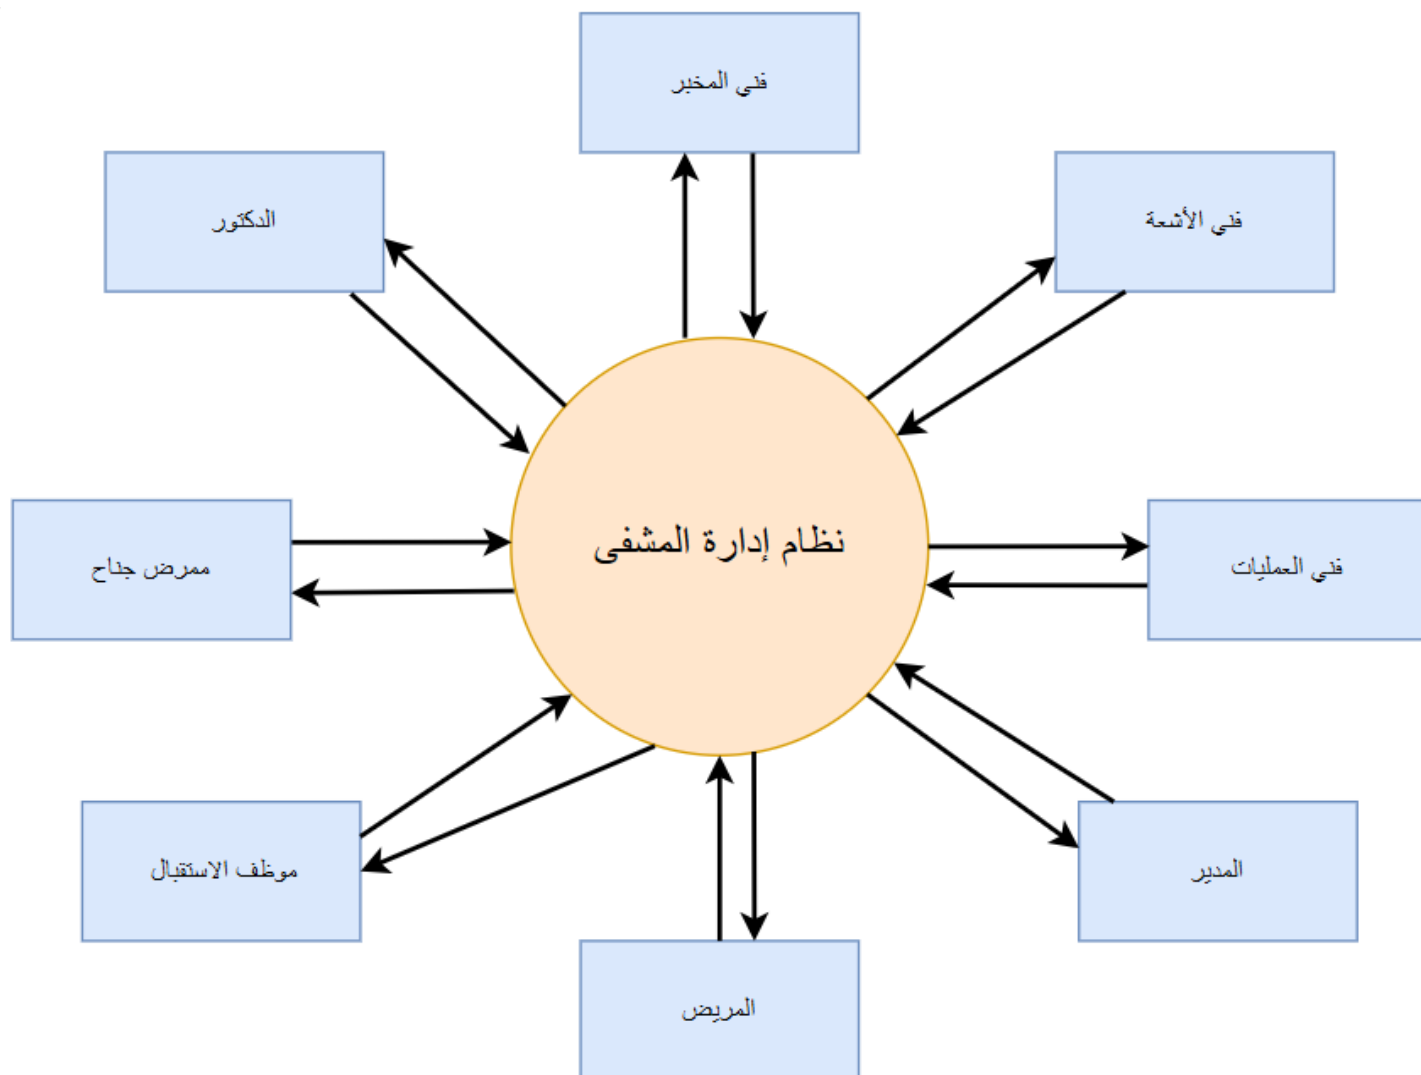 فني المخبر
فني الأشعة
الدكتور
نظام إدارة المشفى
فني العمليات
ممرض جناح
المدير
موظف الاستقبال
المريض